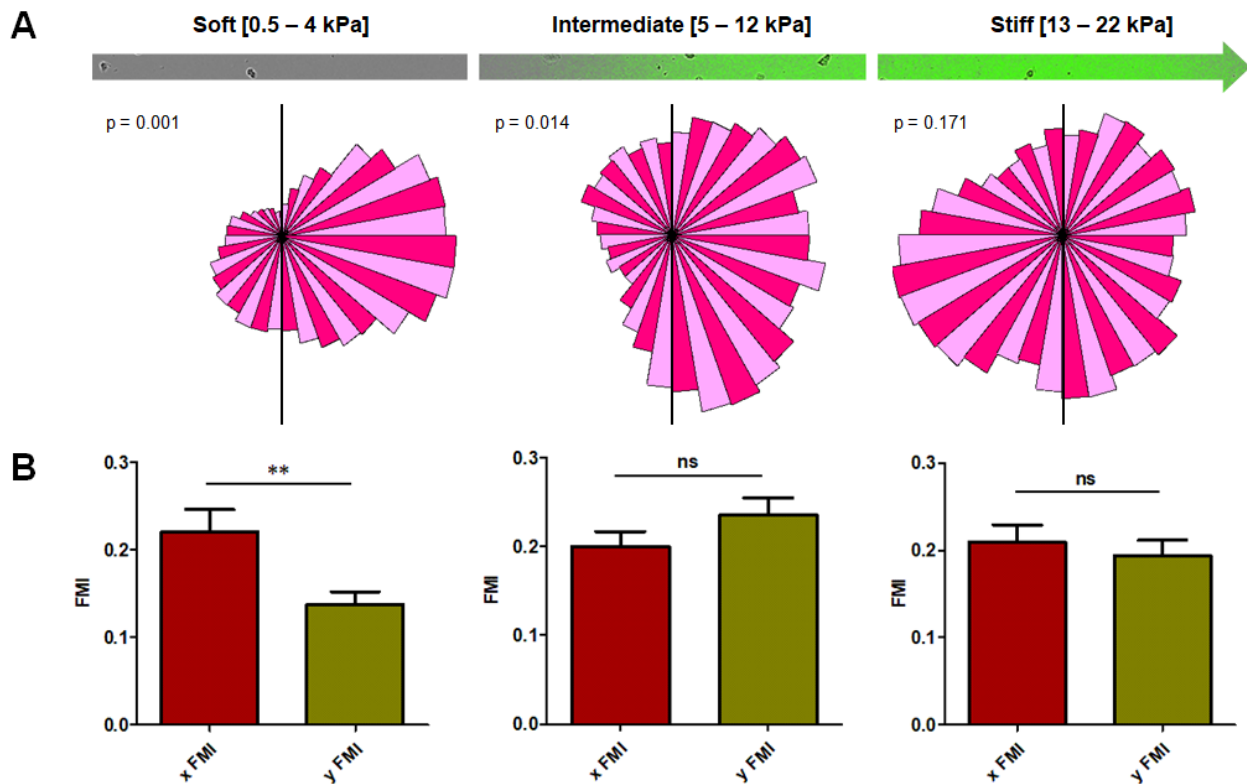 A
Soft [0.5 – 4 kPa]
Intermediate [5 – 12 kPa]
Stiff [13 – 22 kPa]
p = 0.001
p = 0.014
p = 0.171
B
0.3
0.2
0.1
0.0
FMI
**
x FMI
y FMI
0.3
0.2
0.1
0.0
FMI
ns
x FMI
y FMI
0.3
0.2
0.1
0.0
FMI
ns
x FMI
y FMI